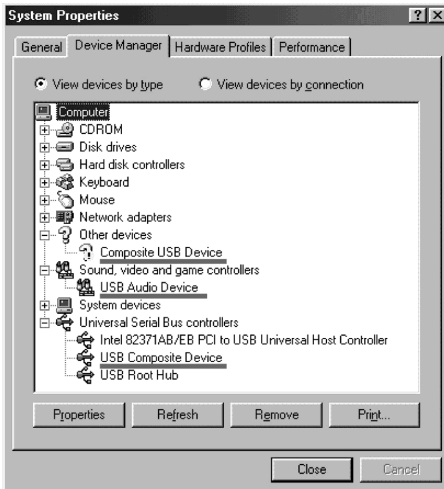 System Properties
General Device Manager Hardware Profiles Performance
View devices by type View devices by connection
Computer
CDROM
Disk drives
Hard disk controllers
Keyboard
Mouse
Network adapters
Other devices
Composite USB Device
Sound, video and game controllers
USB Audio Device
System devices
Universal Serial Bus controllers
Intel 82371AB/EB PCI to USB Universal Host Controller
USB Composite Device
USB Root Hub
Properties Refresh Remove Print...
Close Cancel